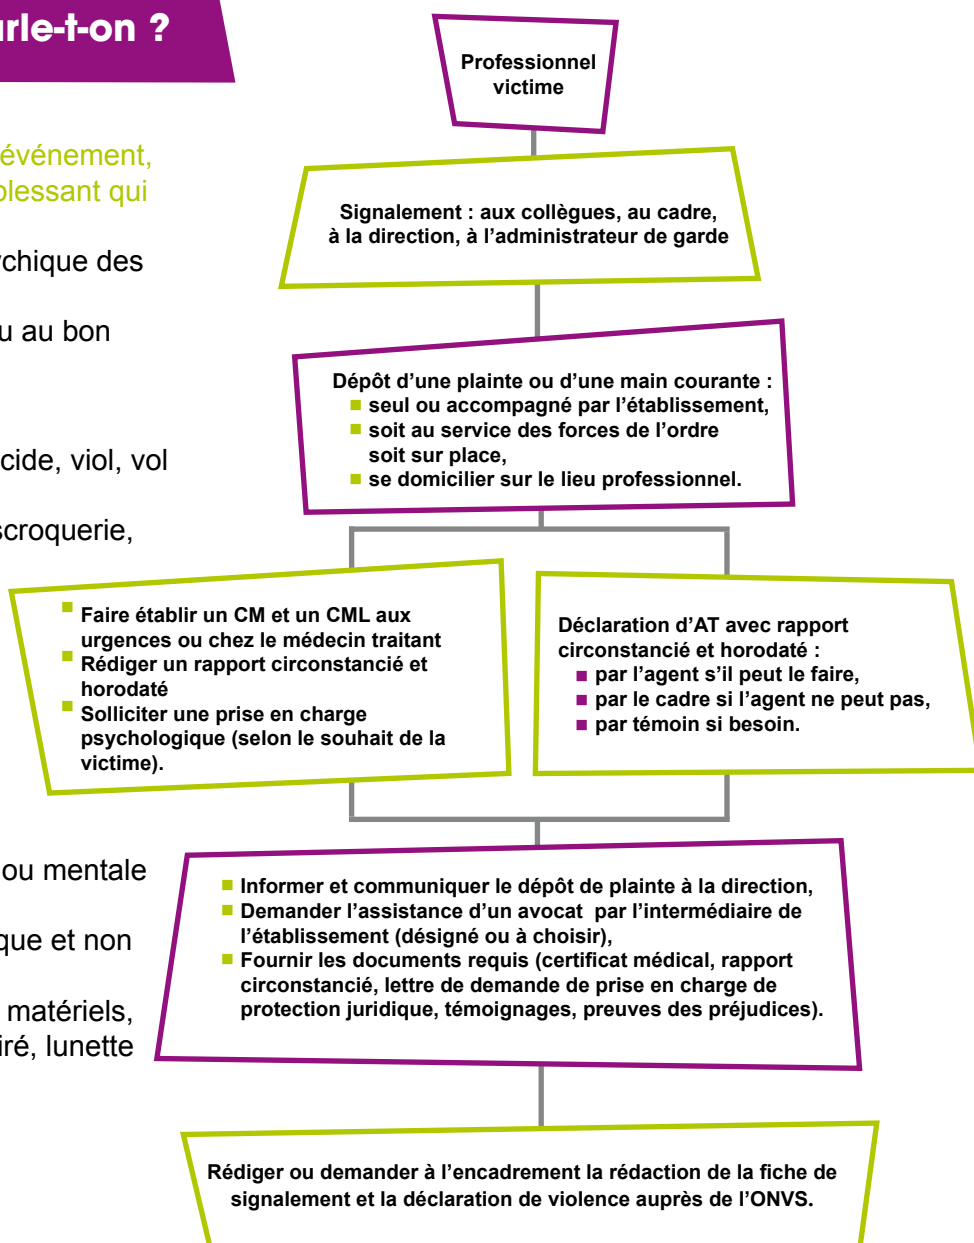 rle-t-on ?
événement,
blessant qui
ychique des
u au bon
cide, viol, vol
scroquerie,
ou mentale
que et non
matériels,
iré, lunette
Professionnel
victime
Signalement : aux collègues, au cadre,
à la direction, à l'administrateur de garde
Dépôt d'une plainte ou d'une main courante :
■ seul ou accompagné par l'établissement,
■ soit au service des forces de l'ordre
soit sur place,
■ se domicilier sur le lieu professionnel.
■ Faire établir un CM et un CML aux
urgences ou chez le médecin traitant
■ Rédiger un rapport circonstancié et
horodaté
■ Solliciter une prise en charge
psychologique (selon le souhait de la
victime).
Déclaration d'AT avec rapport
circonstancié et horodaté :
■ par l'agent s'il peut le faire,
■ par le cadre si l'agent ne peut pas,
■ par témoin si besoin.
■ Informer et communiquer le dépôt de plainte à la direction,
■ Demander l'assistance d'un avocat par l'intermédiaire de
l'établissement (désigné ou à choisir),
■ Fournir les documents requis (certificat médical, rapport
circonstancié, lettre de demande de prise en charge de
protection juridique, témoignages, preuves des préjudices).
Rédiger ou demander à l'encadrement la rédaction de la fiche de
signalement et la déclaration de violence auprès de l'ONVS.